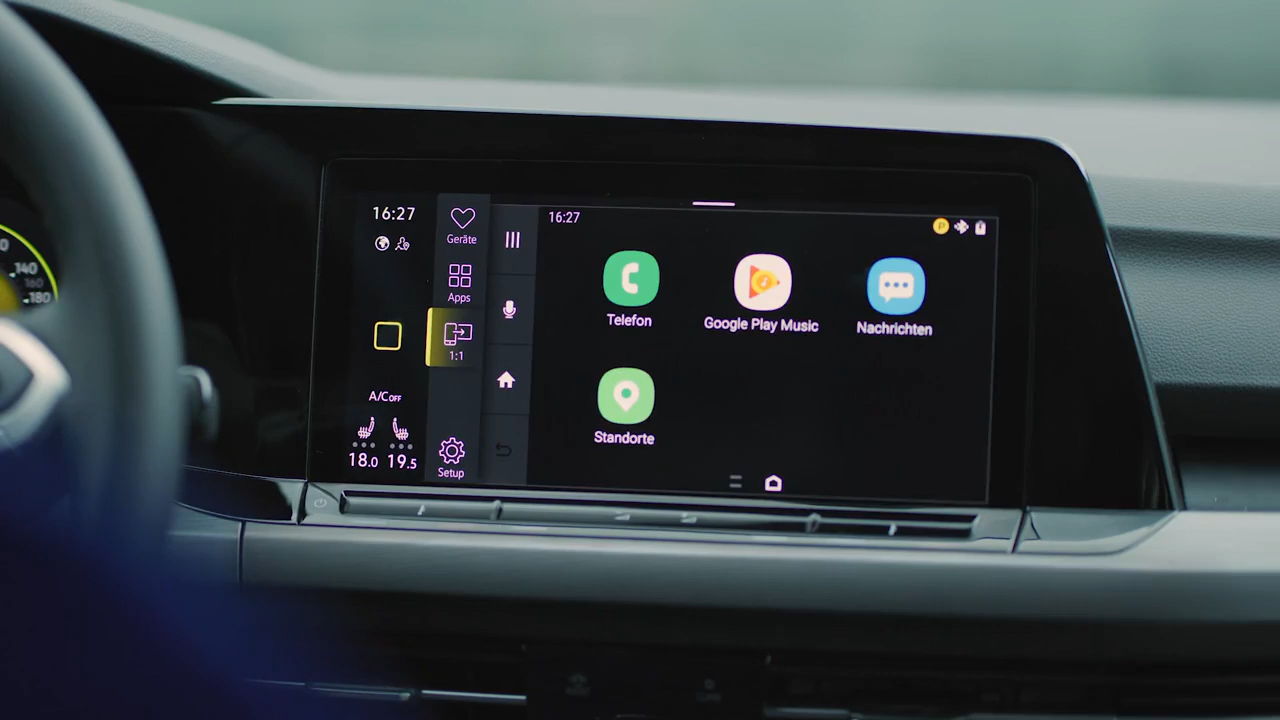 16:27
Geräte
Apps
1:1
A/C OFF
18.0 19.5
Setup
16:27
P
Telefon
Google Play Music
Nachrichten
Standorte
140
160
180